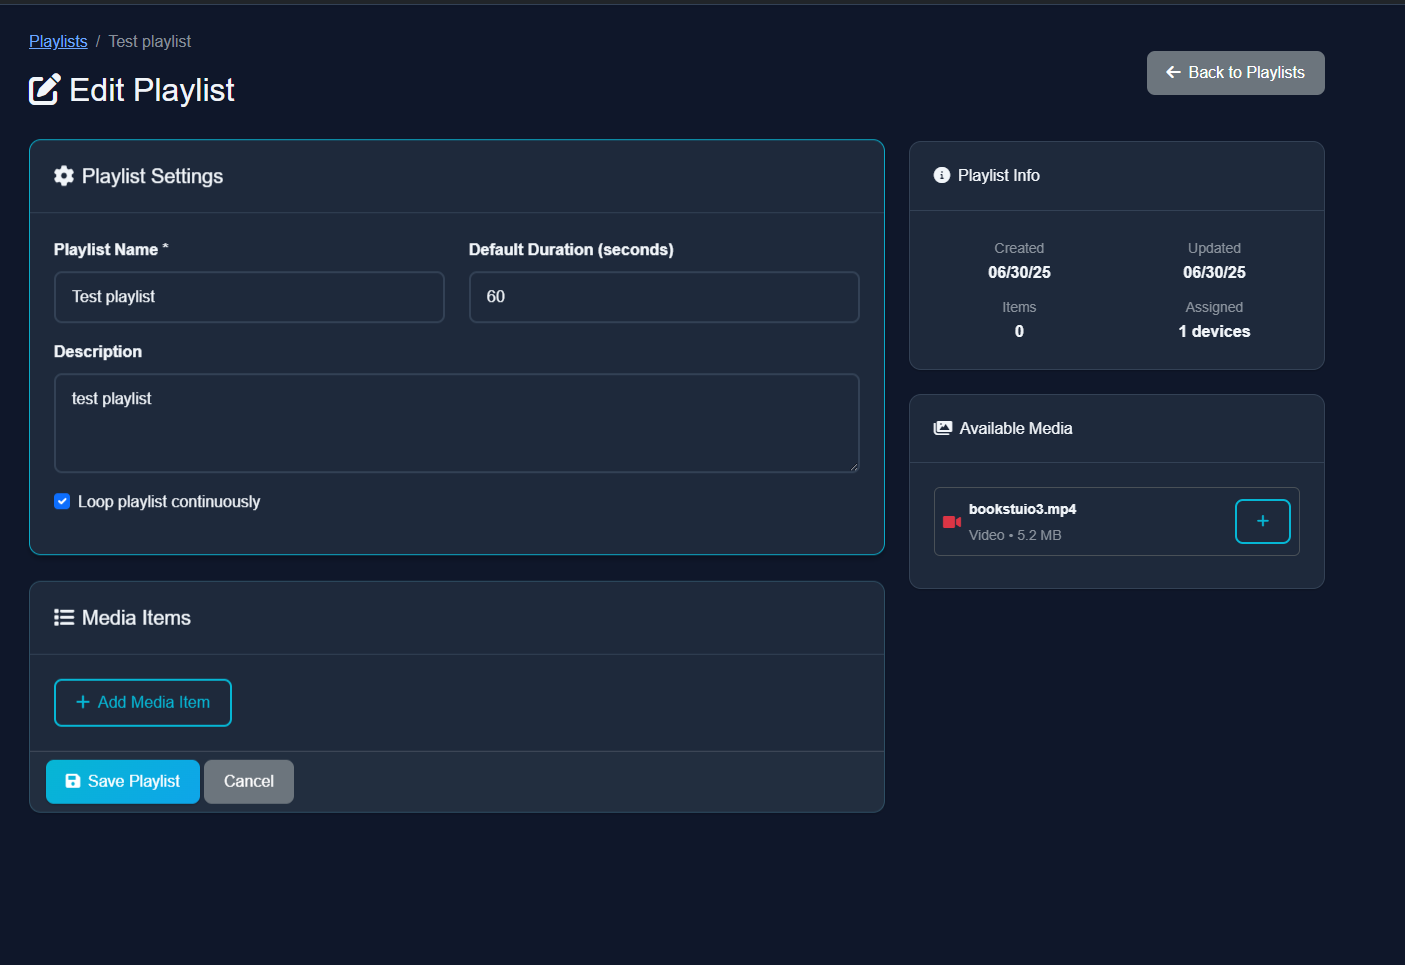 Playlists / Test playlist
Edit Playlist
Back to Playlists
Playlist Settings
Playlist Name *
Default Duration (seconds)
Test playlist
60
Description
test playlist
Loop playlist continuously
Media Items
Add Media Item
Save Playlist
Cancel
Playlist Info
Created
Updated
06/30/25
06/30/25
Items
Assigned
0
1 devices
Available Media
bookstuio3.mp4
Video • 5.2 MB